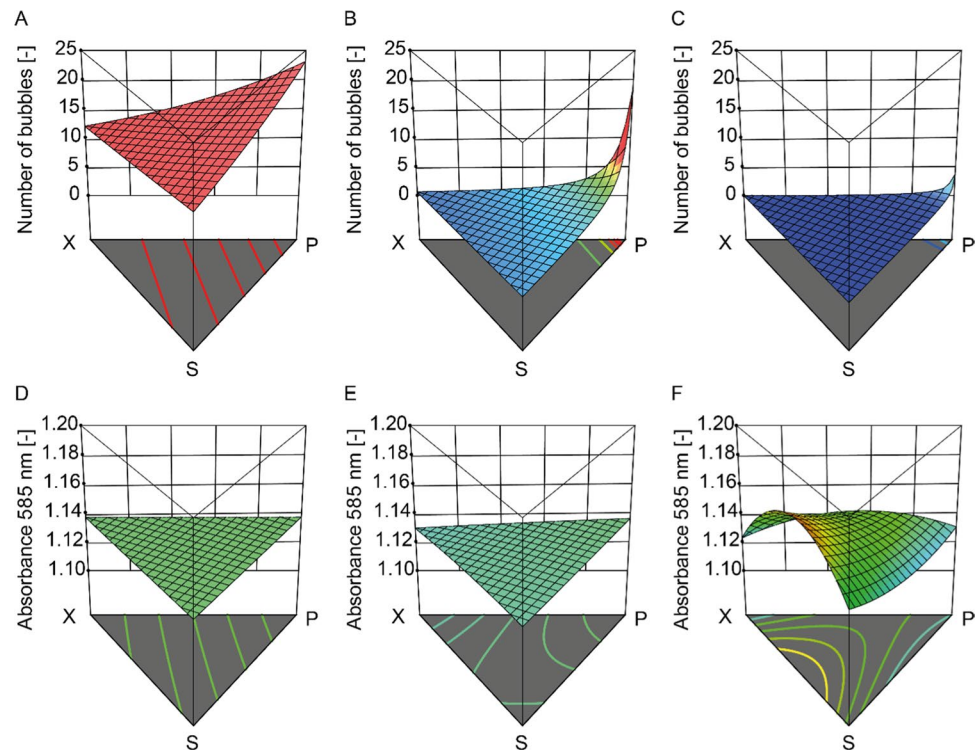 A
B
C
Number of bubbles [-]
25
20
15
10
5
0
X
P
S
Number of bubbles [-]
25
20
15
10
5
0
X
P
S
Number of bubbles [-]
25
20
15
10
5
0
X
P
S
D
E
F
Absorbance 585 nm [-]
1.20
1.18
1.16
1.14
1.12
1.10
X
P
S
Absorbance 585 nm [-]
1.20
1.18
1.16
1.14
1.12
1.10
X
P
S
Absorbance 585 nm [-]
1.20
1.18
1.16
1.14
1.12
1.10
X
P
S